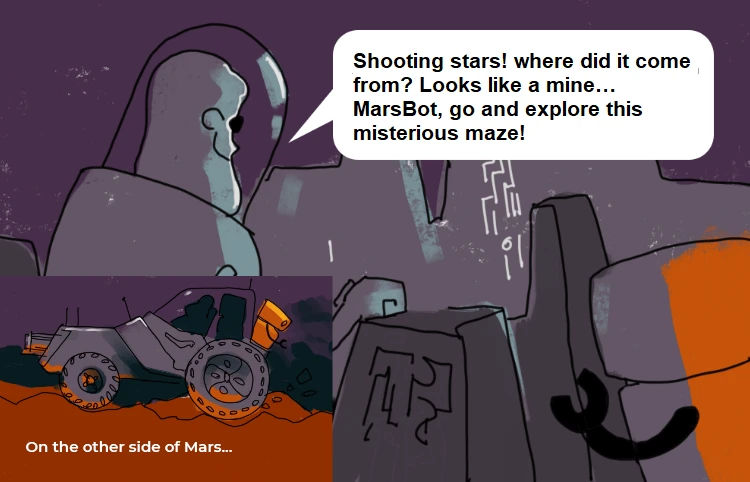 Shooting stars! where did it come
from? Looks like a mine...
MarsBot, go and explore this
misterious maze!
On the other side of Mars...